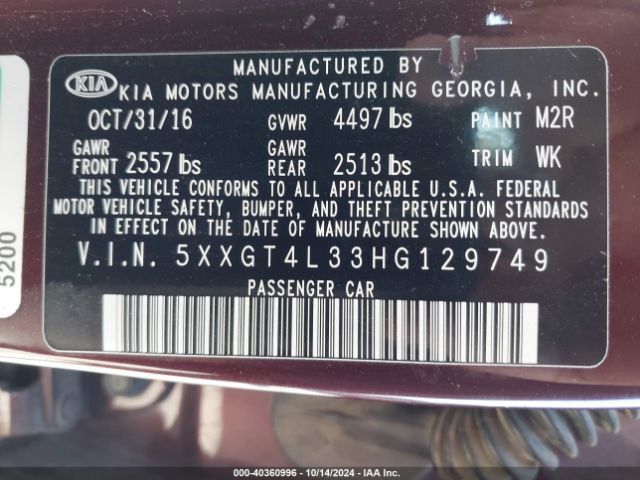 MANUFACTURED BY
KIA KIA MOTORS MANUFACTURING GEORGIA, INC.
OCT/31/16 GVWR 4497 lbs PAINT M2R
GAWR FRONT 2557 lbs GAWR REAR 2513 lbs TRIM WK
THIS VEHICLE CONFORMS TO ALL APPLICABLE U.S.A. FEDERAL
MOTOR VEHICLE SAFETY, BUMPER, AND THEFT PREVENTION STANDARDS
IN EFFECT ON THE DATE OF MANUFACTURE SHOWN ABOVE.
V.I.N. 5XXGT4L33HG129749
PASSENGER CAR
5200
000-40360996 - 10/14/2024 - IAA Inc.